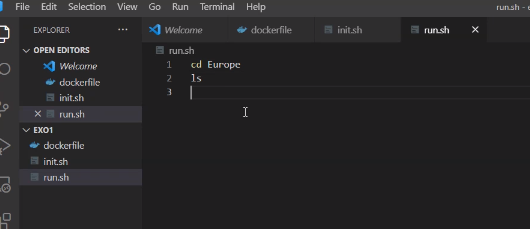 File Edit Selection View Go Run Terminal Help
run.sh - e
EXPLORER ...
Welcome dockerfile init.sh run.sh
OPEN EDITORS
Welcome
dockerfile
init.sh
run.sh
EXO1
dockerfile
init.sh
run.sh
run.sh
1 cd Europe
2 ls
3